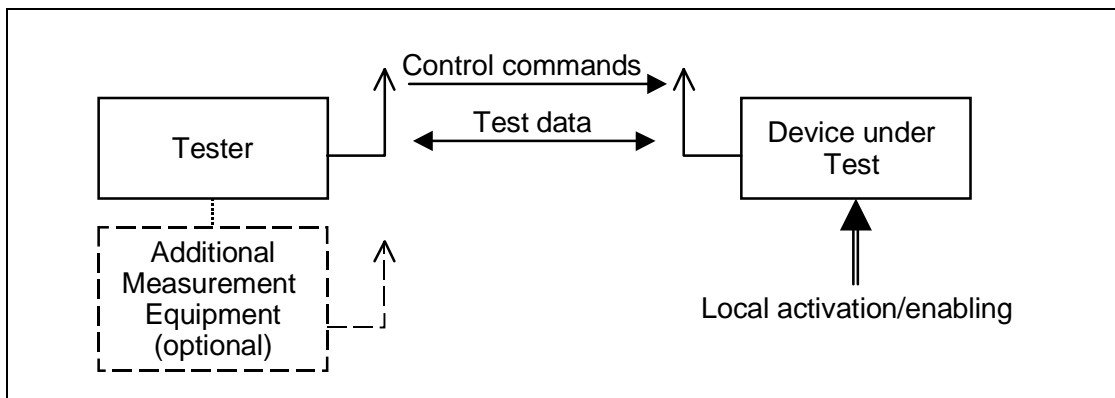 Control commands
Test data
Tester
Device under
Test
Additional
Measurement
Equipment
(optional)
Local activation/enabling